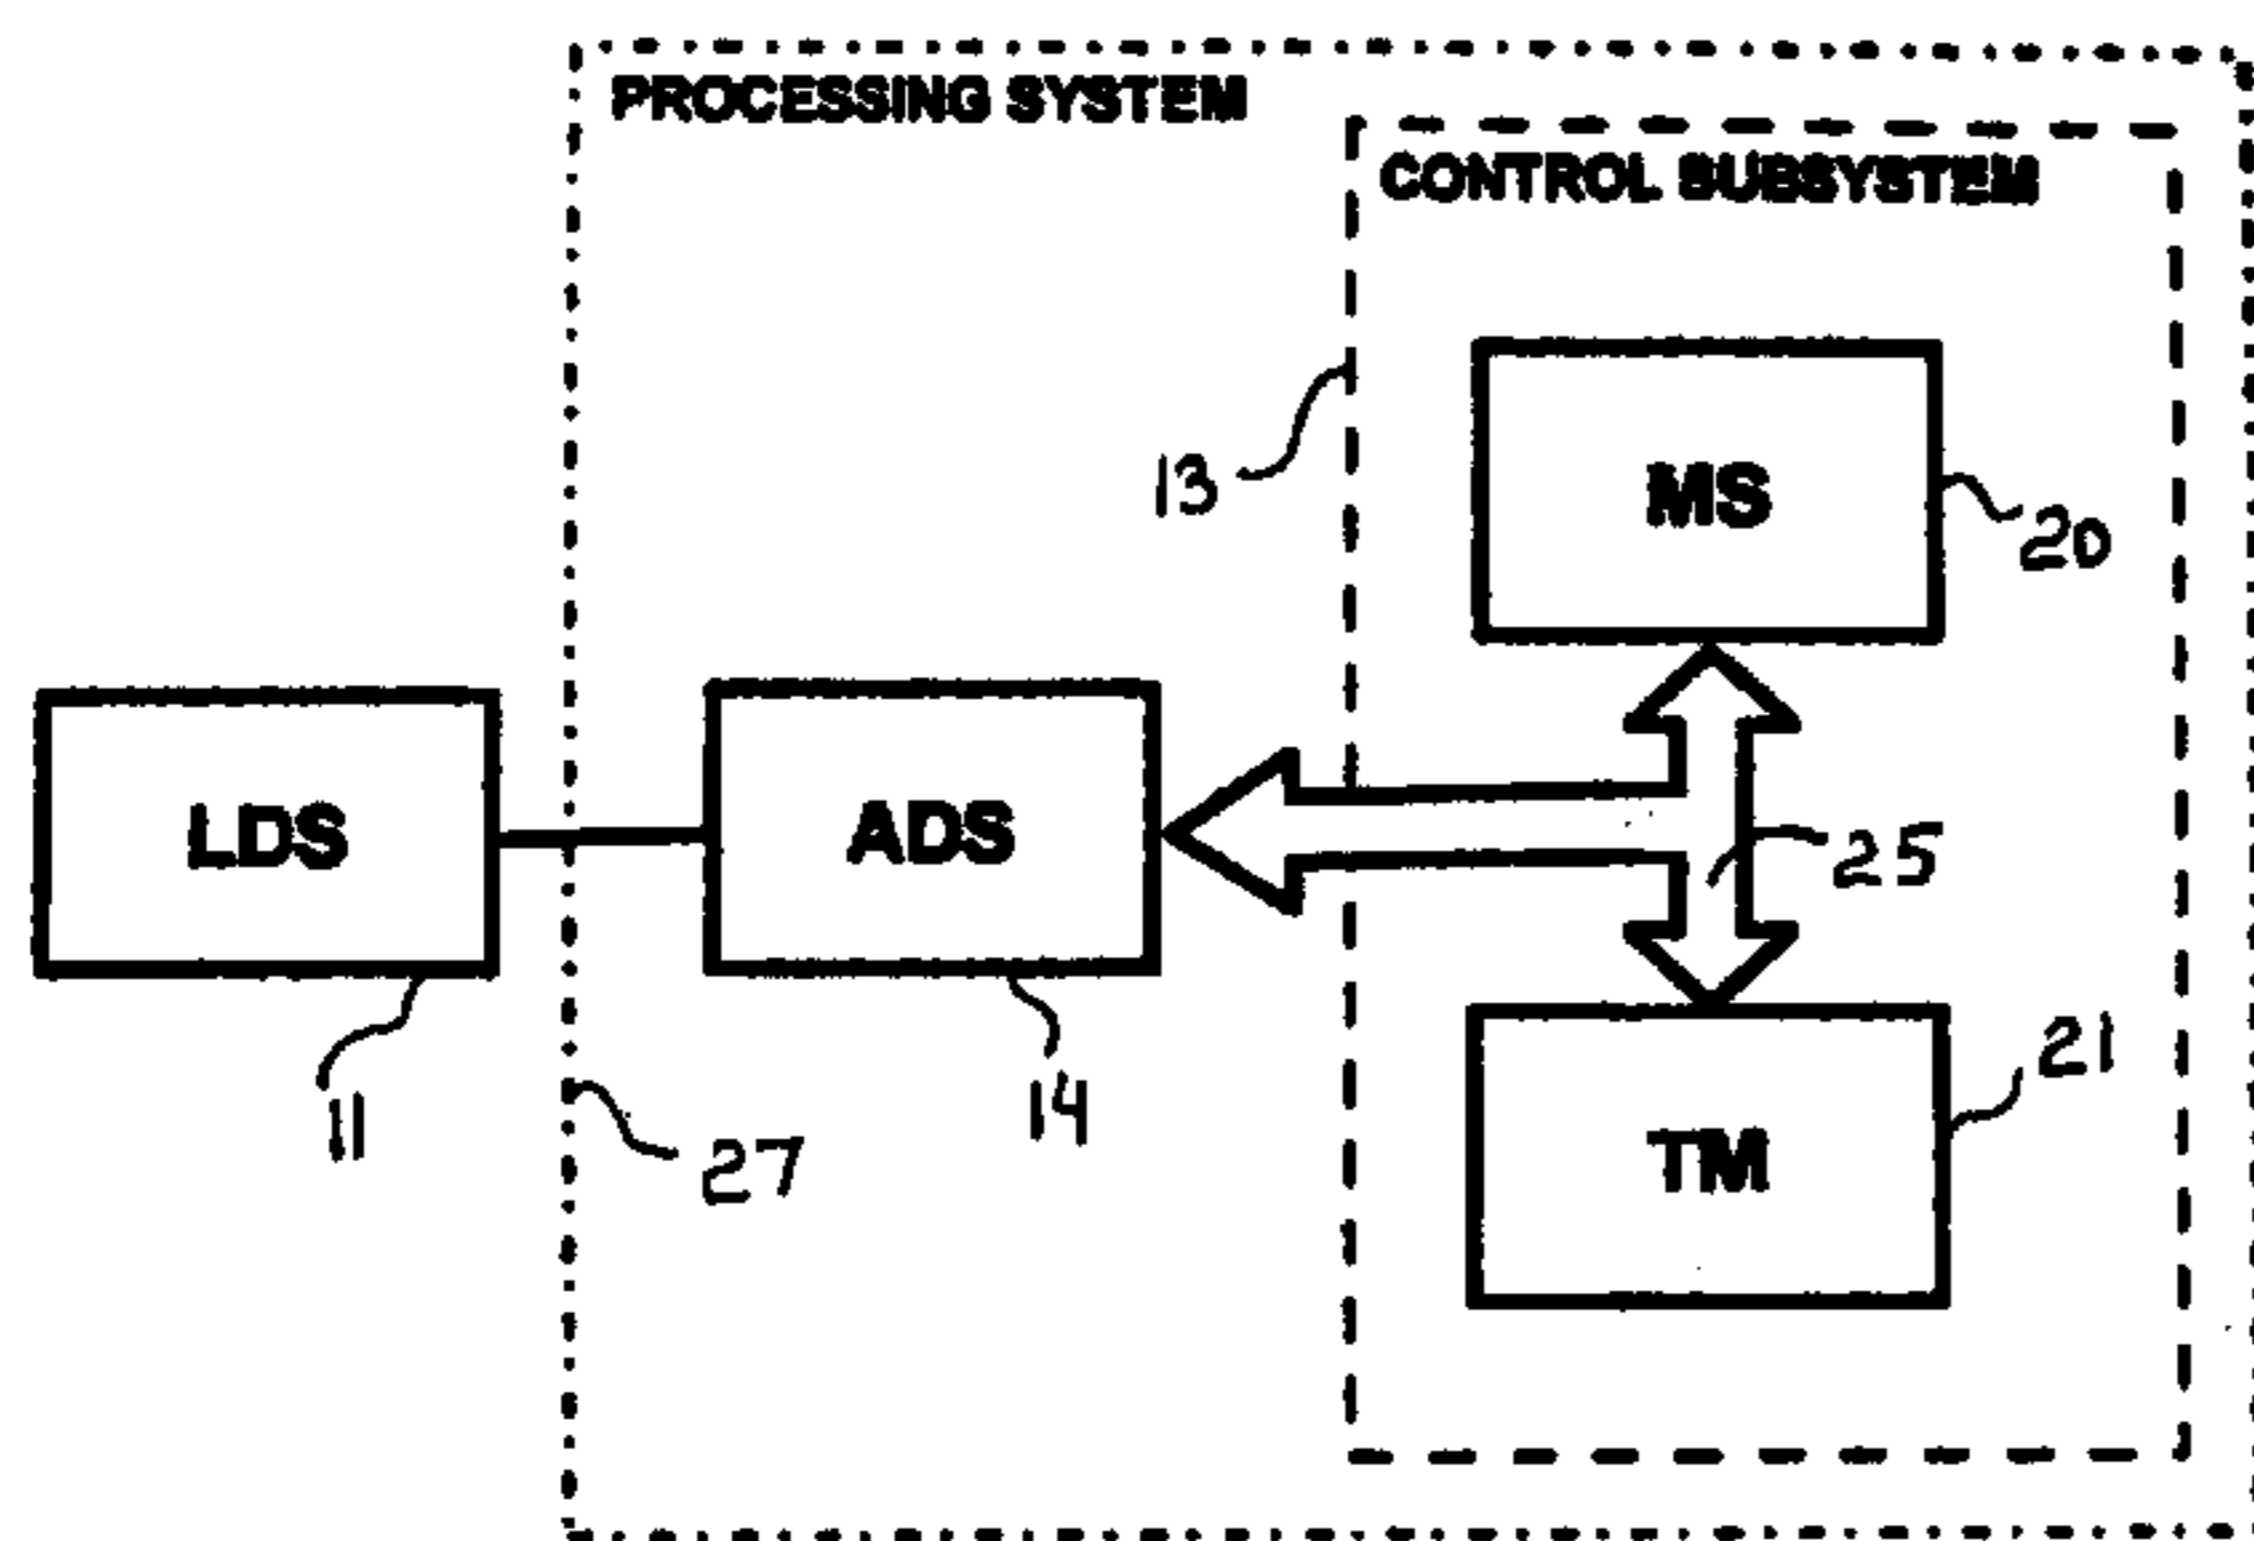 PROCESSING SYSTEM
CONTROL SUBSYSTEM
13
MS
20
LDS
ADS
25
11
27
14
21
TM